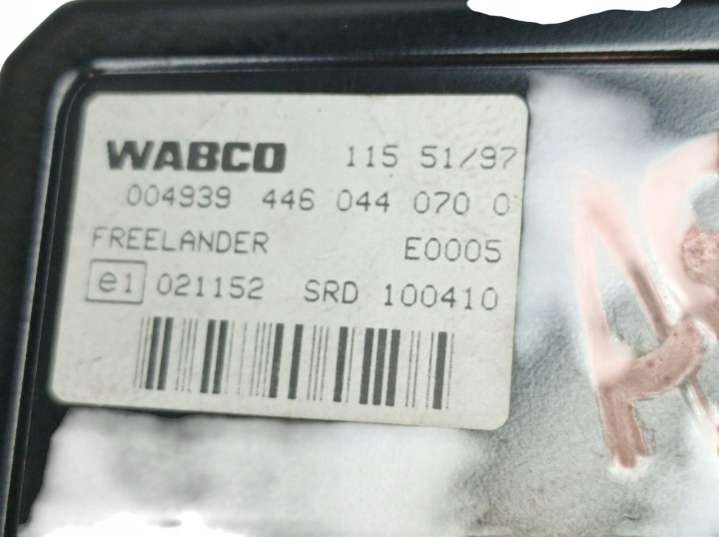 WABCO 115 51/97
004939 446 044 070 0
FREELANDER E0005
e1 021152 SRD 100410